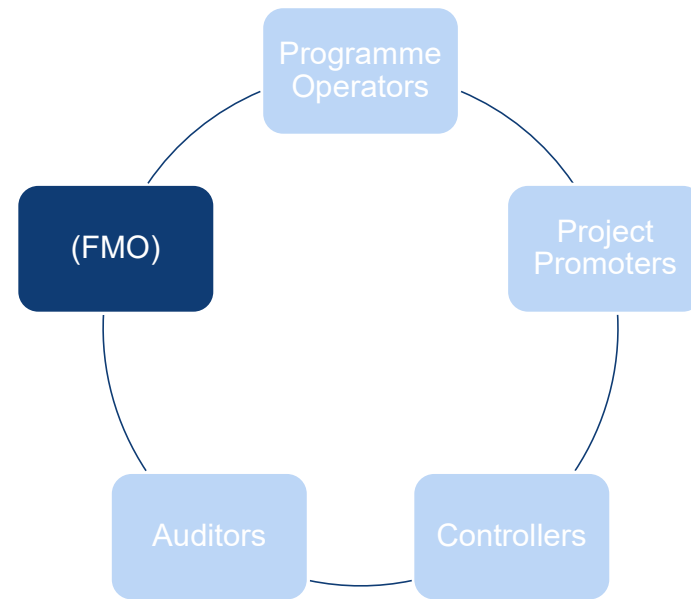 Programme
Operators
(FMO)
Project
Promoters
Auditors
Controllers